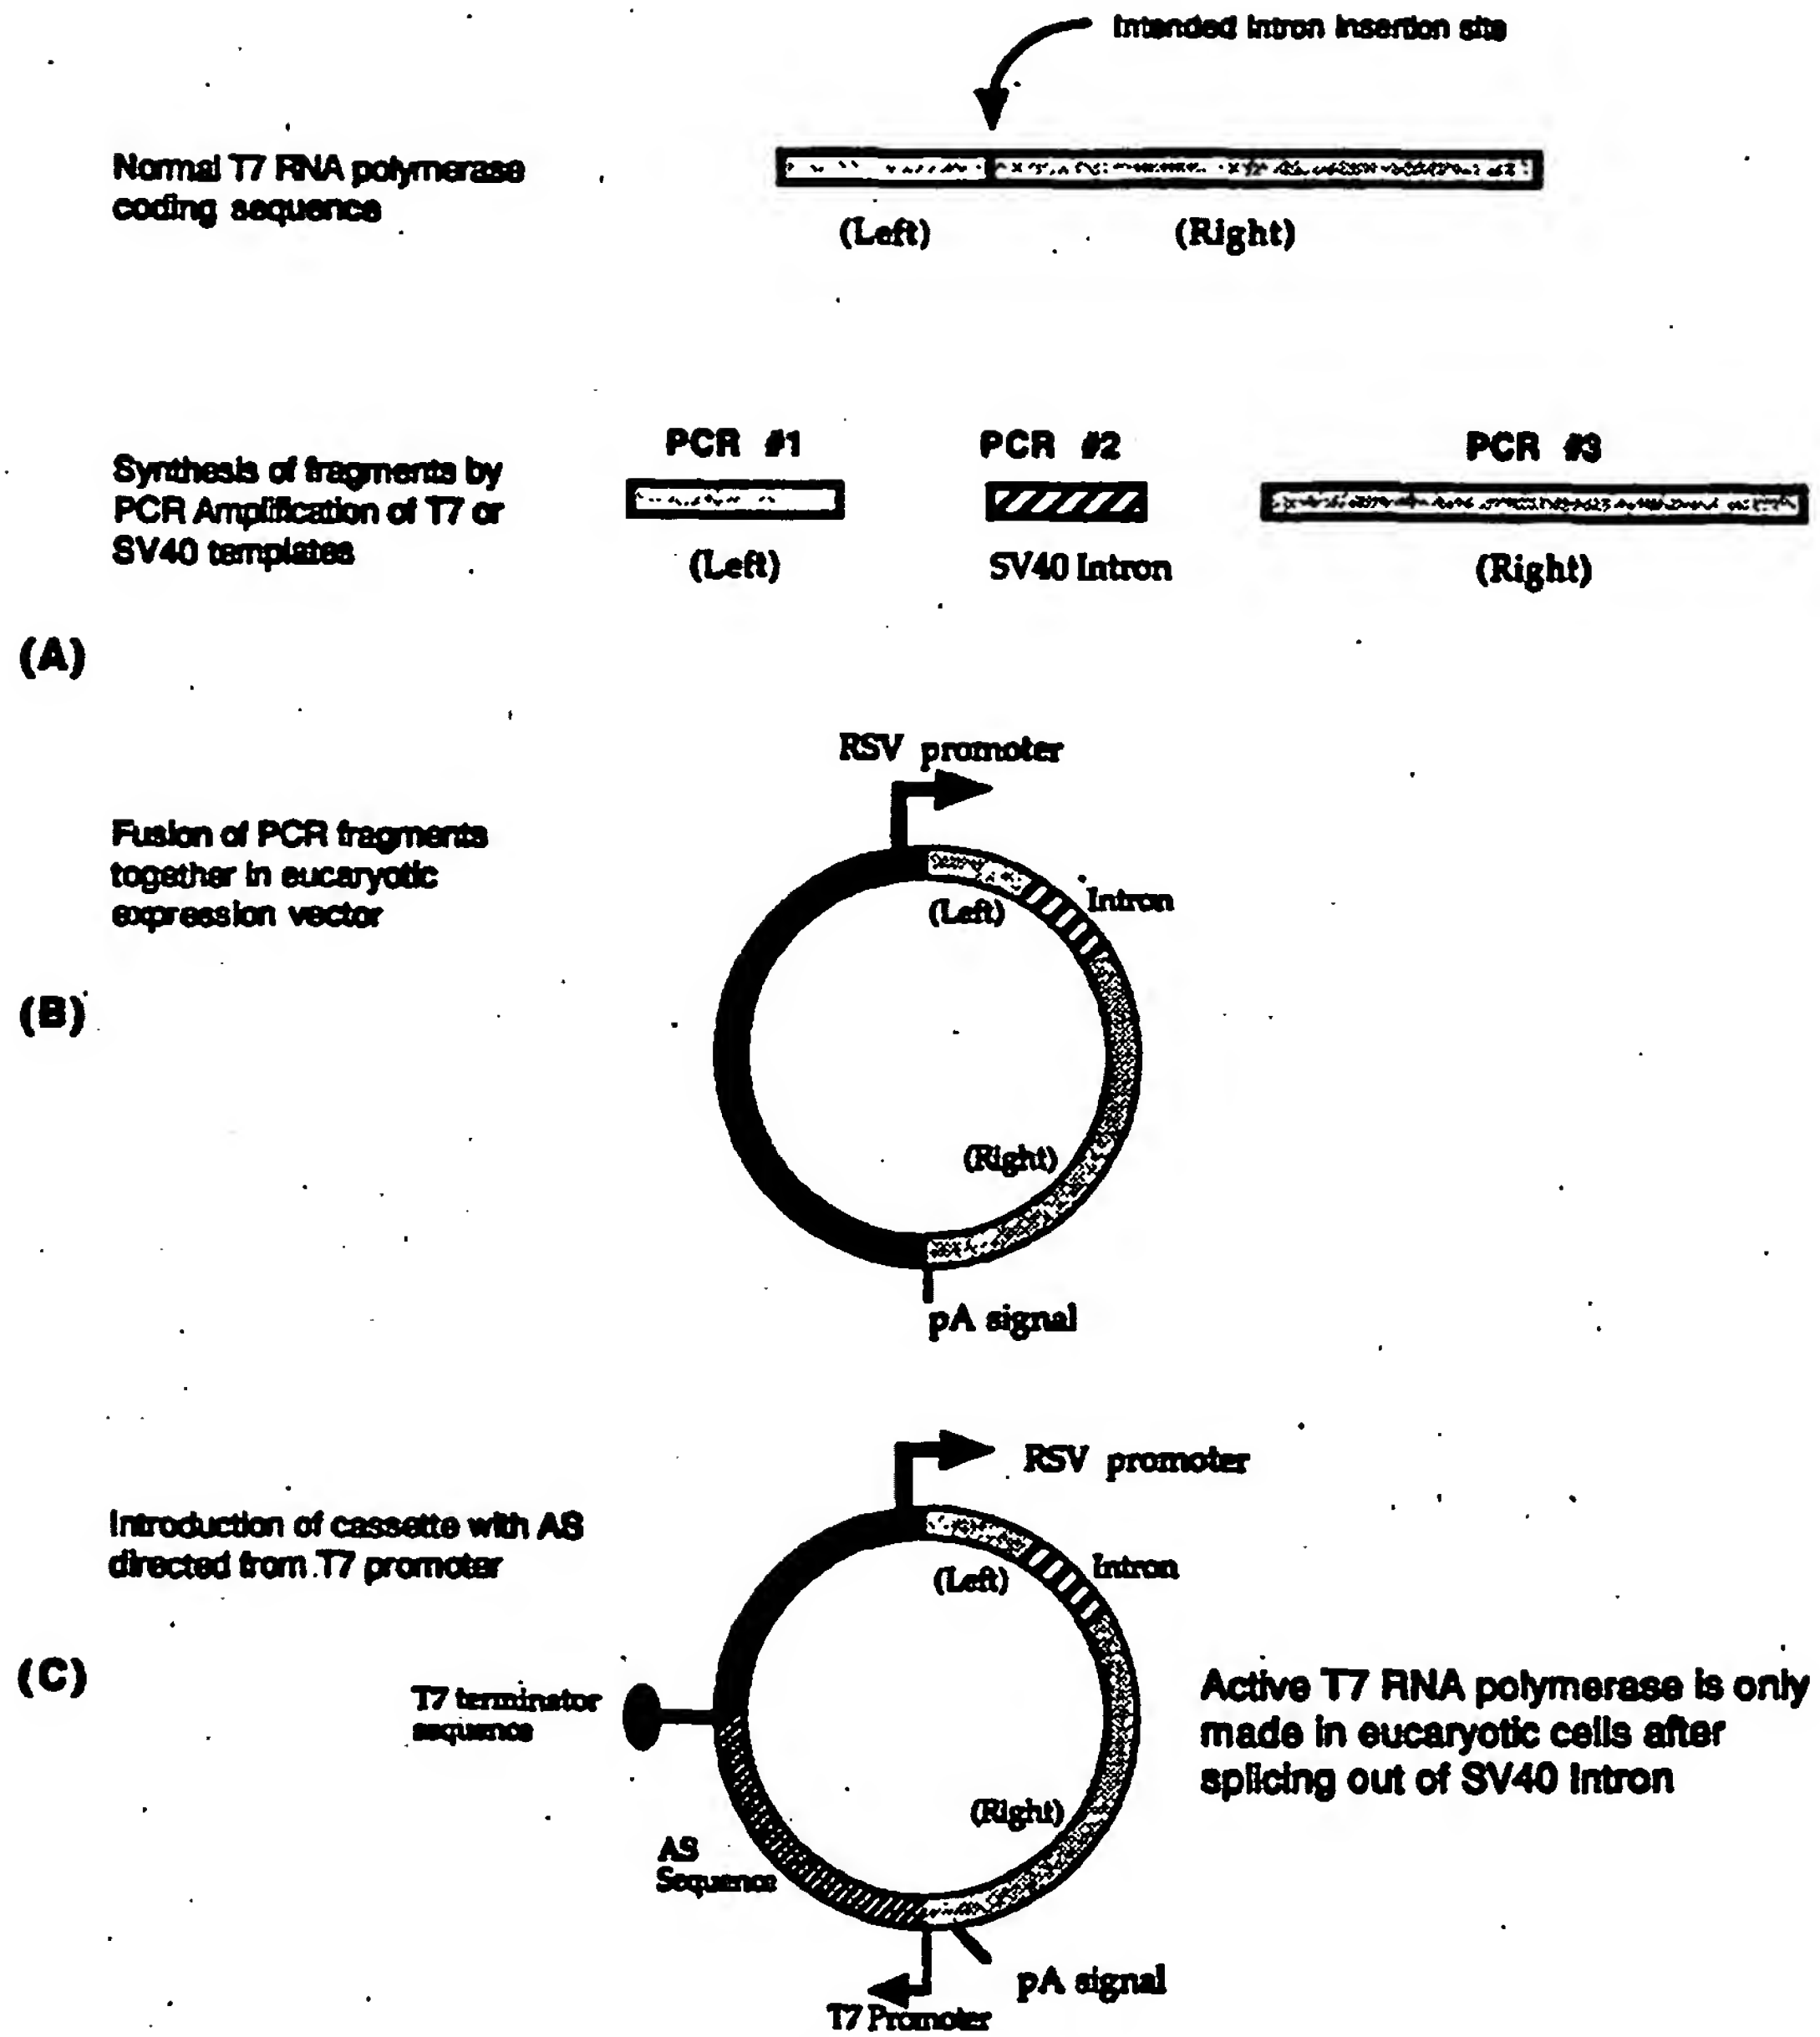 Intended Intron Insertion site
Normal T7 RNA polymerase
coding sequence
(Left)
(Right)
PCR #1
PCR #2
PCR #3
Synthesis of fragments by
PCR Amplification of T7 or
SV40 templates
(Left)
SV40 Intron
(Right)
(A)
RSV promoter
Fusion of PCR fragments
together in eucaryotic
expression vector
(Left)
Intron
(B)
(Right)
pA signal
RSV promoter
Introduction of cassette with AS
directed from T7 promoter
(Left)
Intron
(C)
T7 terminator
sequence
Active T7 RNA polymerase is only
made in eucaryotic cells after
splicing out of SV40 Intron
(Right)
AS
Sequence
pA signal
T7 Promoter